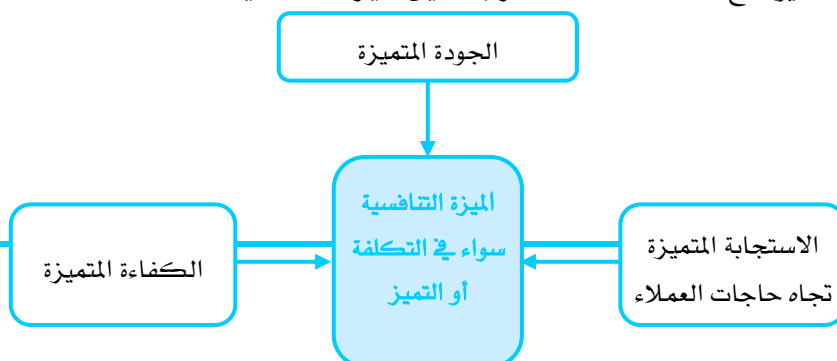 الجودة المتميزة
الميزة التنافسية
سواء في التكلفة
أو التميز
الاستجابة المتميزة
تجاه حاجات العملاء
الكفاءة المتميزة